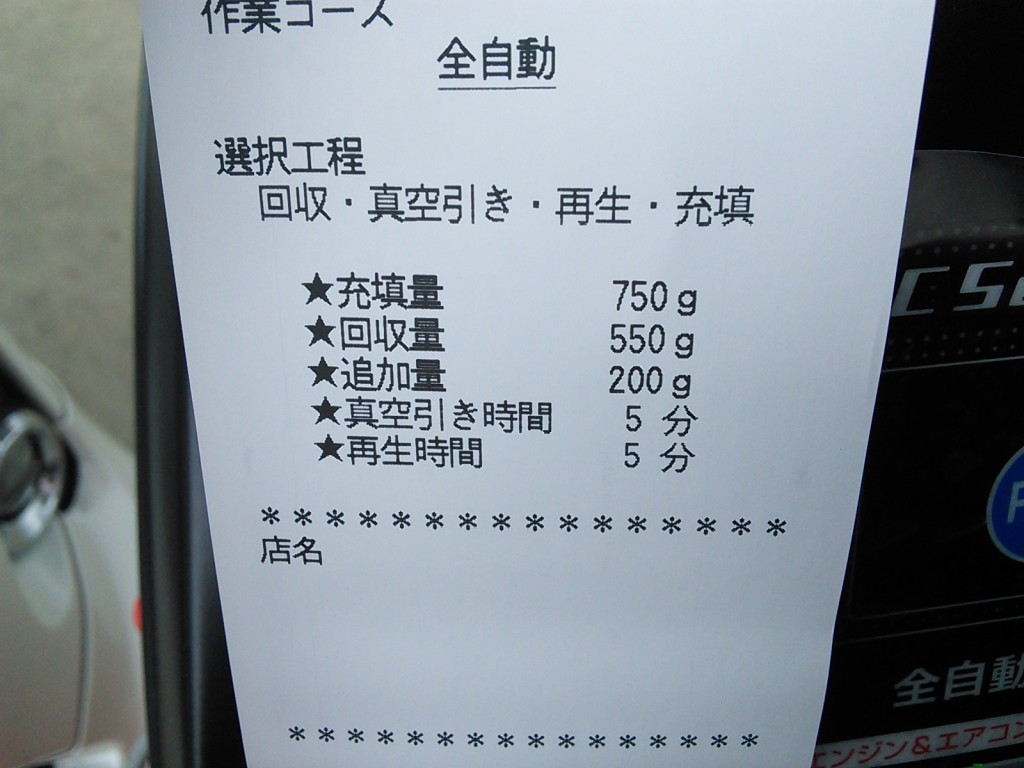 作業コース
全自動
選択工程
回収・真空引き・再生・充填
★充填量 750g
★回収量 550g
★追加量 200g
★真空引き時間 5 分
★再生時間 5 分
****************
店名
****************
全自動
エンジン&エアコン